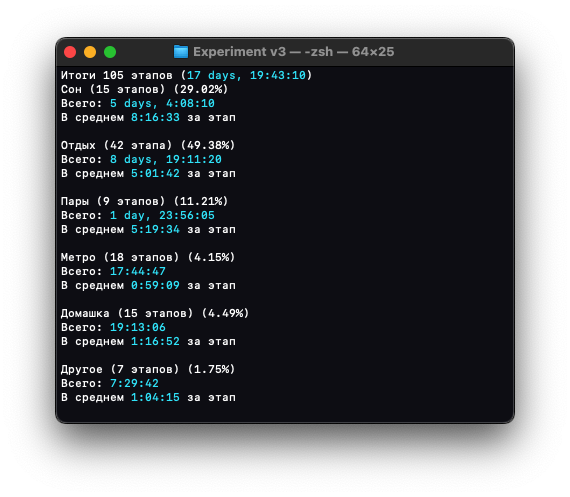 Experiment v3 — -zsh — 64×25
Итоги 105 этапов (17 days, 19:43:10)
Сон (15 этапов) (29.02%)
Всего: 5 days, 4:08:10
В среднем 8:16:33 за этап
Отдых (42 этапа) (49.38%)
Всего: 8 days, 19:11:20
В среднем 5:01:42 за этап
Пары (9 этапов) (11.21%)
Всего: 1 day, 23:56:05
В среднем 5:19:34 за этап
Метро (18 этапов) (4.15%)
Всего: 17:44:47
В среднем 0:59:09 за этап
Домашка (15 этапов) (4.49%)
Всего: 19:13:06
В среднем 1:16:52 за этап
Другое (7 этапов) (1.75%)
Всего: 7:29:42
В среднем 1:04:15 за этап